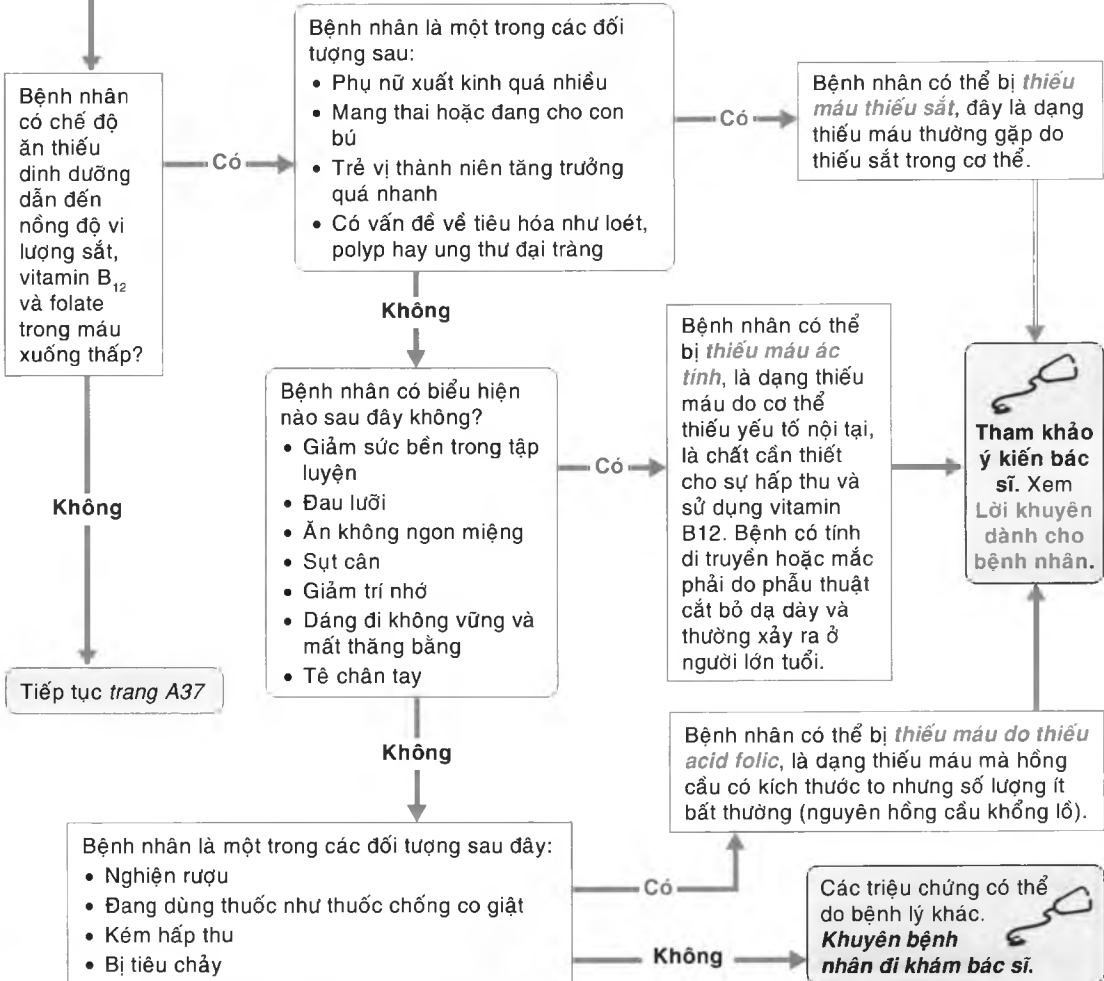 Bệnh nhân
có chế độ
ăn thiếu
dinh dưỡng
dẫn đến
nồng độ vi
lượng sắt,
vitamin B₁₂
và folate
trong máu
xuống thấp?
Có
Bệnh nhân là một trong các đối
tượng sau:
• Phụ nữ xuất kinh quá nhiều
• Mang thai hoặc đang cho con
bú
• Trẻ vị thành niên tăng trưởng
quá nhanh
• Có vấn đề về tiêu hóa như loét,
polyp hay ung thư đại tràng
Có
Bệnh nhân có thể bị thiếu
máu thiếu sắt, đây là dạng
thiếu máu thường gặp do
thiếu sắt trong cơ thể.
Không
Bệnh nhân có biểu hiện
nào sau đây không?
• Giảm sức bền trong tập
luyện
• Đau lưỡi
• Ăn không ngon miệng
• Sụt cân
• Giảm trí nhớ
• Dáng đi không vững và
mất thăng bằng
• Tê chân tay
Có
Bệnh nhân có thể
bị thiếu máu ác
tính, là dạng thiếu
máu do cơ thể
thiếu yếu tố nội tại,
là chất cần thiết
cho sự hấp thu và
sử dụng vitamin
B12. Bệnh có tính
di truyền hoặc mắc
phải do phẫu thuật
cắt bỏ dạ dày và
thường xảy ra ở
người lớn tuổi.
Tham khảo
ý kiến bác
sĩ. Xem
Lời khuyên
dành cho
bệnh nhân.
Không
Tiếp tục trang A37
Không
Bệnh nhân có thể bị thiếu máu do thiếu
acid folic, là dạng thiếu máu mà hồng
cầu có kích thước to nhưng số lượng ít
bất thường (nguyên hồng cầu khổng lồ).
Bệnh nhân là một trong các đối tượng sau đây:
• Nghiện rượu
• Đang dùng thuốc như thuốc chống co giật
• Kém hấp thu
• Bị tiêu chảy
Có
Không
Các triệu chứng có thể
do bệnh lý khác.
Khuyên bệnh
nhân đi khám bác sĩ.